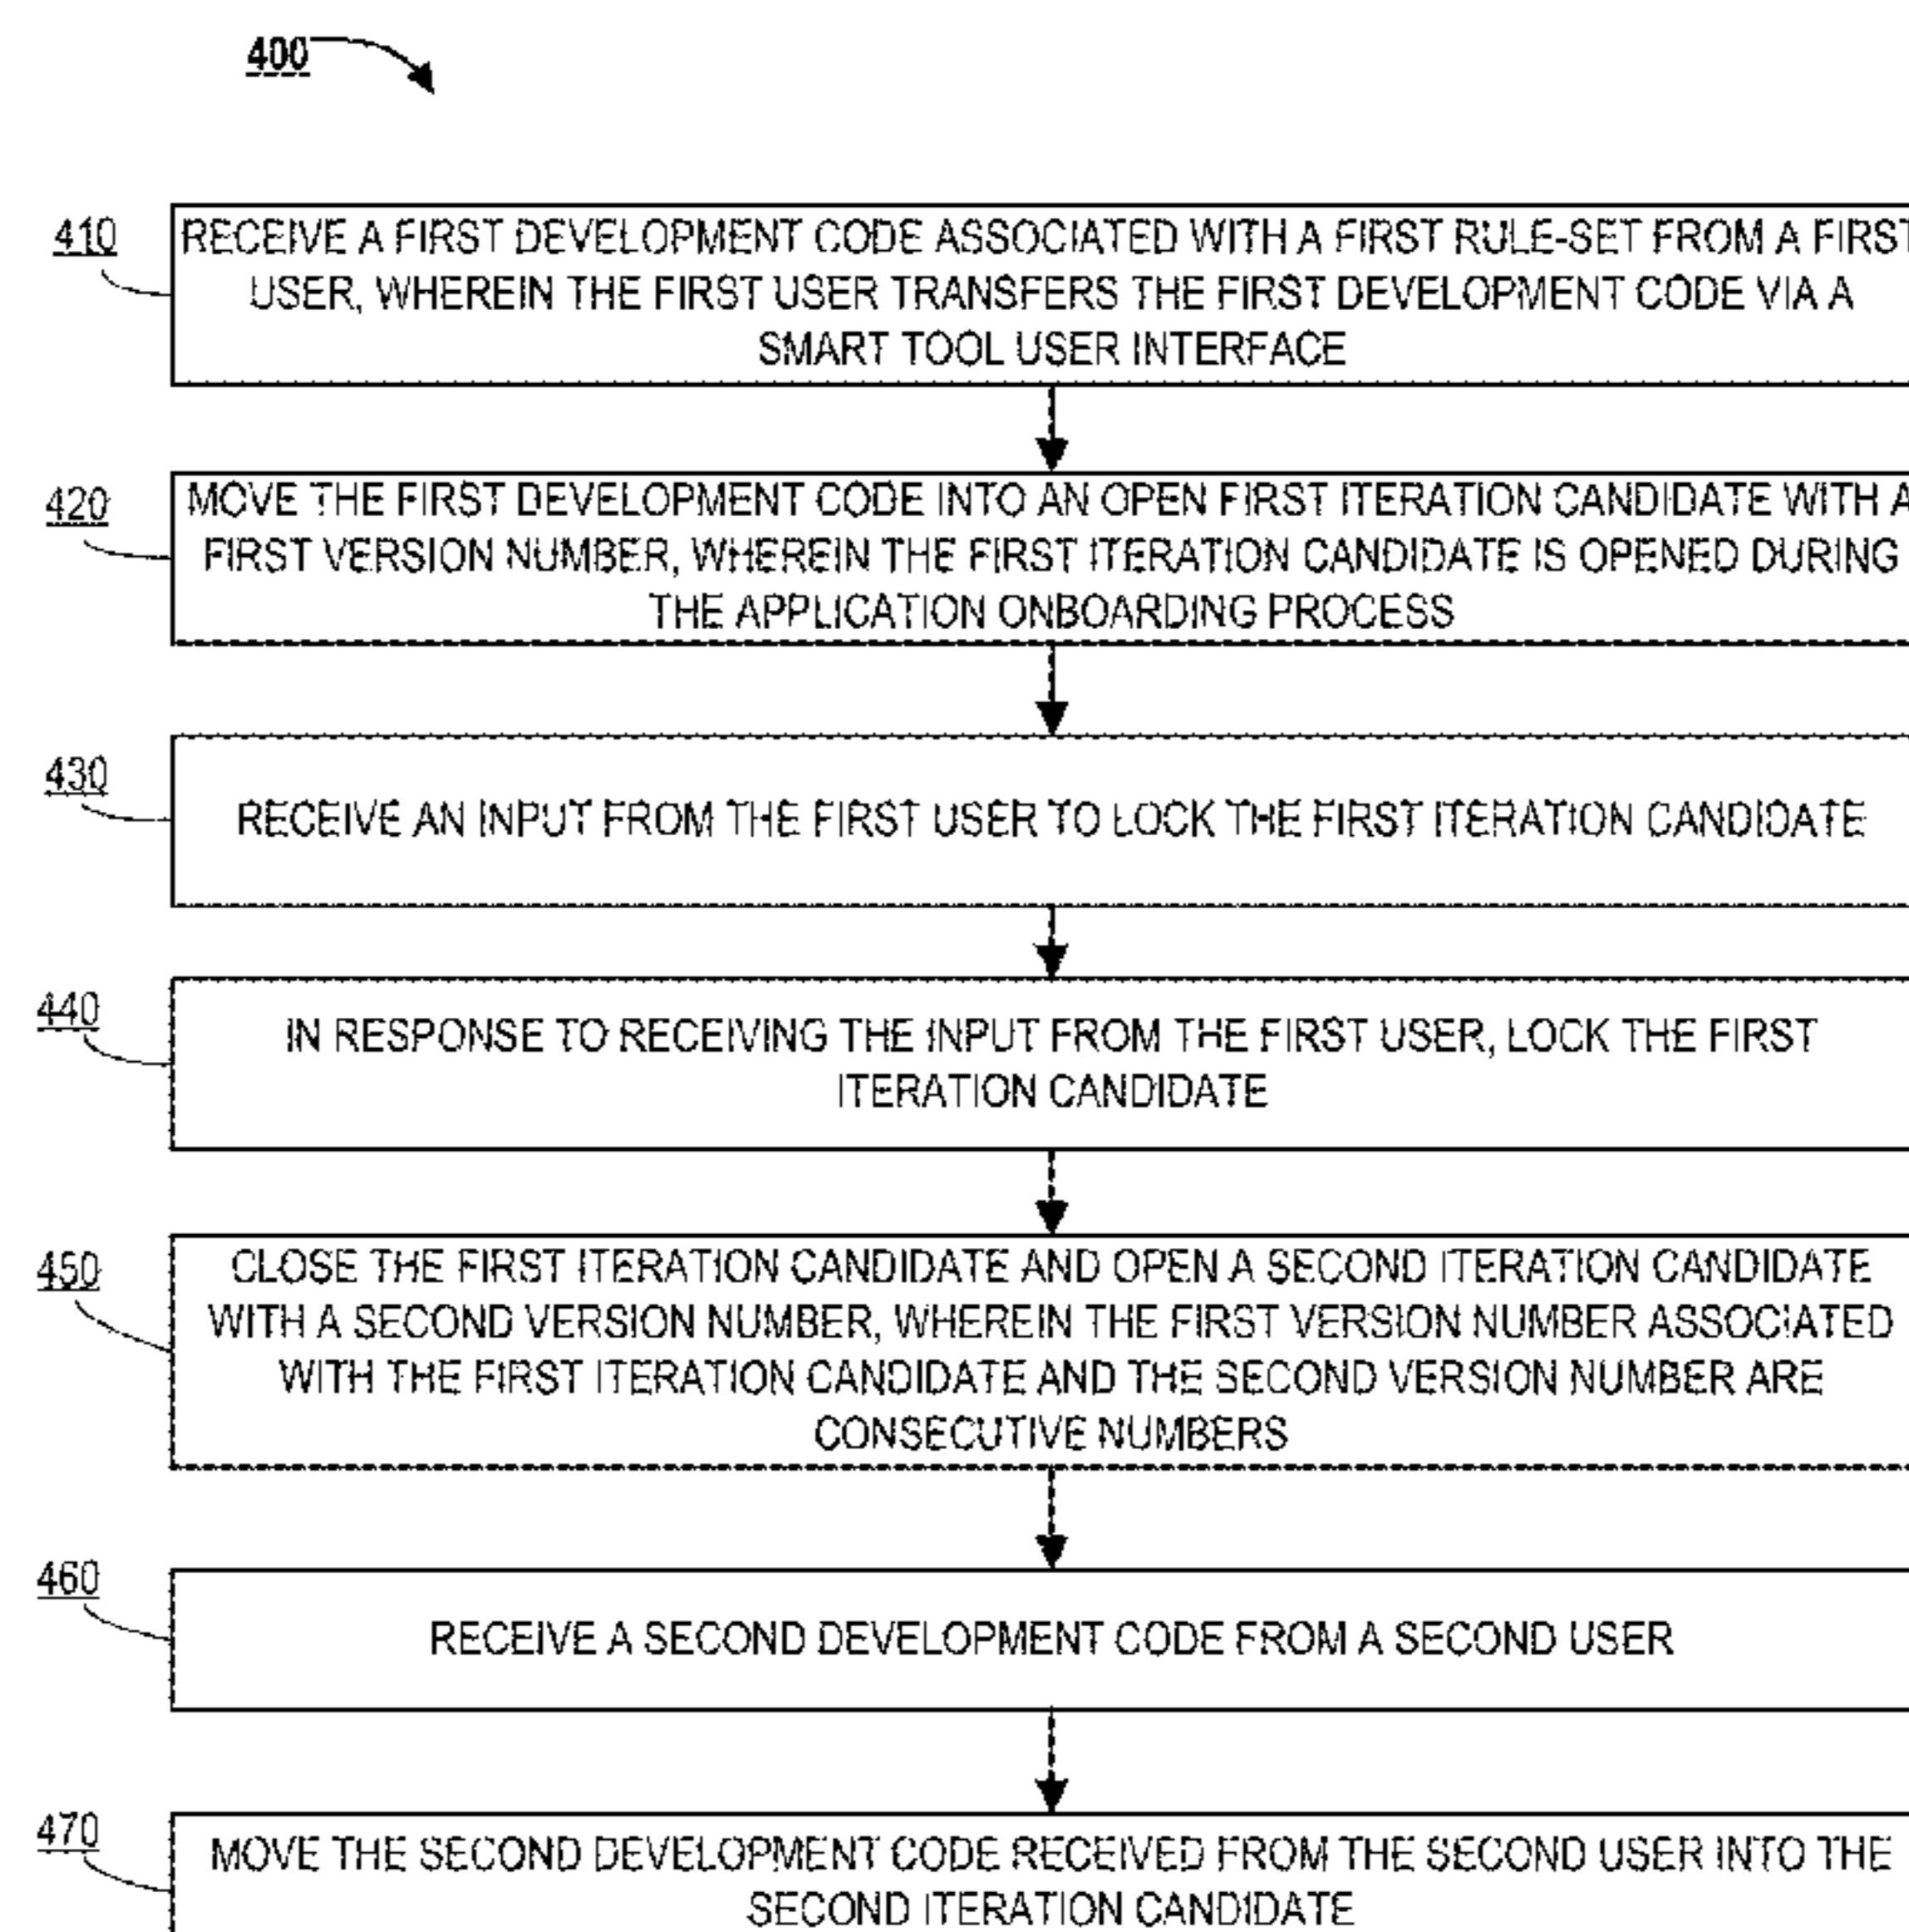 400
410
RECEIVE A FIRST DEVELOPMENT CODE ASSOCIATED WITH A FIRST RULE-SET FROM A FIRST
USER, WHEREIN THE FIRST USER TRANSFERS THE FIRST DEVELOPMENT CODE VIA A
SMART TOOL USER INTERFACE
420
MOVE THE FIRST DEVELOPMENT CODE INTO AN OPEN FIRST ITERATION CANDIDATE WITH A
FIRST VERSION NUMBER, WHEREIN THE FIRST ITERATION CANDIDATE IS OPENED DURING
THE APPLICATION ONBOARDING PROCESS
430
RECEIVE AN INPUT FROM THE FIRST USER TO LOCK THE FIRST ITERATION CANDIDATE
440
IN RESPONSE TO RECEIVING THE INPUT FROM THE FIRST USER, LOCK THE FIRST
ITERATION CANDIDATE
450
CLOSE THE FIRST ITERATION CANDIDATE AND OPEN A SECOND ITERATION CANDIDATE
WITH A SECOND VERSION NUMBER, WHEREIN THE FIRST VERSION NUMBER ASSOCIATED
WITH THE FIRST ITERATION CANDIDATE AND THE SECOND VERSION NUMBER ARE
CONSECUTIVE NUMBERS
460
RECEIVE A SECOND DEVELOPMENT CODE FROM A SECOND USER
470
MOVE THE SECOND DEVELOPMENT CODE RECEIVED FROM THE SECOND USER INTO THE
SECOND ITERATION CANDIDATE